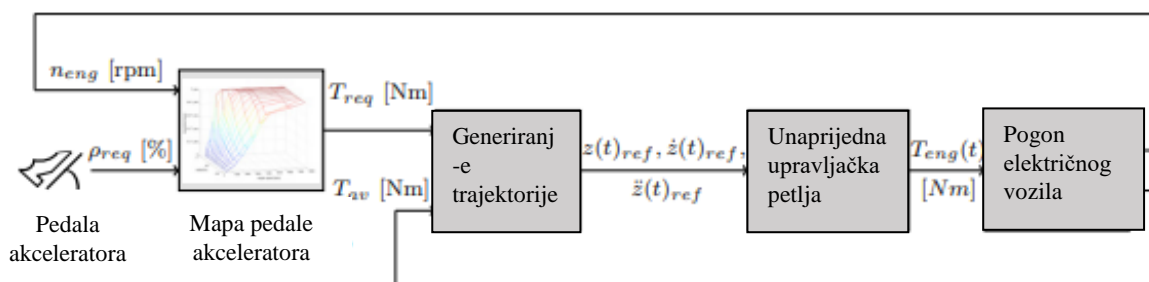 n_eng [rpm]
ρ_req [%]
Pedala
akceleratora
Mapa pedale
akceleratora
T_req [Nm]
T_av [Nm]
Generiranj
-e
trajektorije
z(t)_ref, ż(t)_ref,
z̈(t)_ref
Unaprijedna
upravljačka
petlja
T_eng(t)
[Nm]
Pogon
električnog
vozila